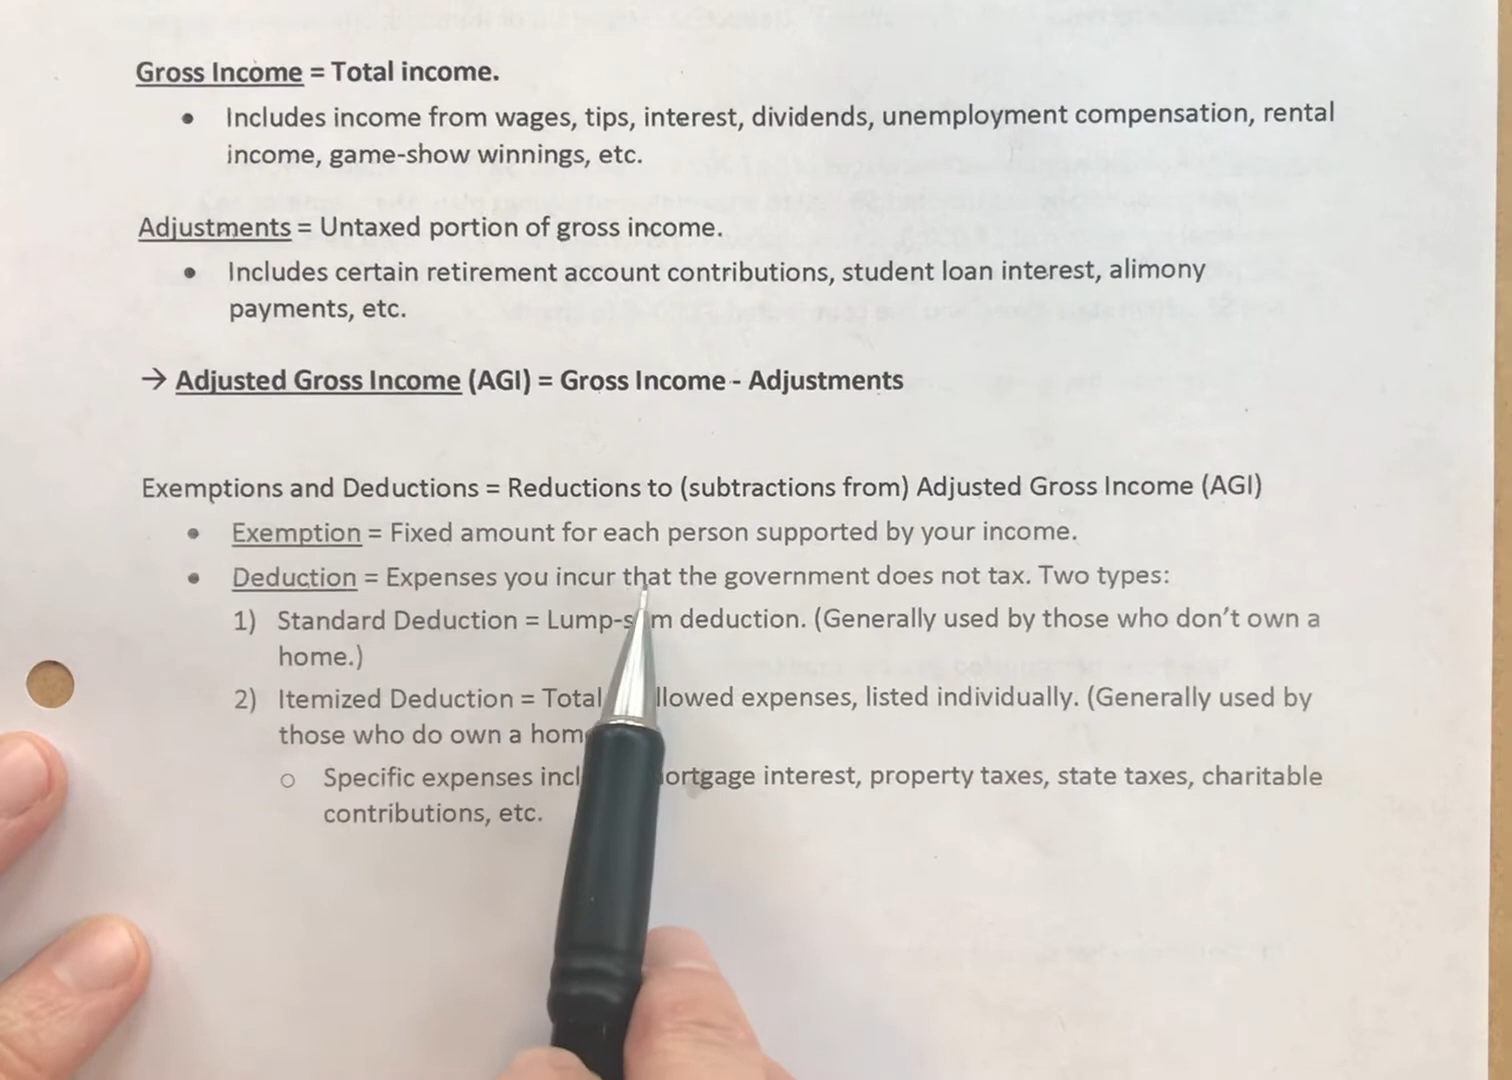 Gross Income = Total income.
• Includes income from wages, tips, interest, dividends, unemployment compensation, rental
income, game-show winnings, etc.
Adjustments = Untaxed portion of gross income.
• Includes certain retirement account contributions, student loan interest, alimony
payments, etc.
→ Adjusted Gross Income (AGI) = Gross Income - Adjustments
Exemptions and Deductions = Reductions to (subtractions from) Adjusted Gross Income (AGI)
• Exemption = Fixed amount for each person supported by your income.
• Deduction = Expenses you incur that the government does not tax. Two types:
1) Standard Deduction = Lump-s m deduction. (Generally used by those who don't own a
home.)
2) Itemized Deduction = Total llowed expenses, listed individually. (Generally used by
those who do own a hom
o Specific expenses incl ortgage interest, property taxes, state taxes, charitable
contributions, etc.